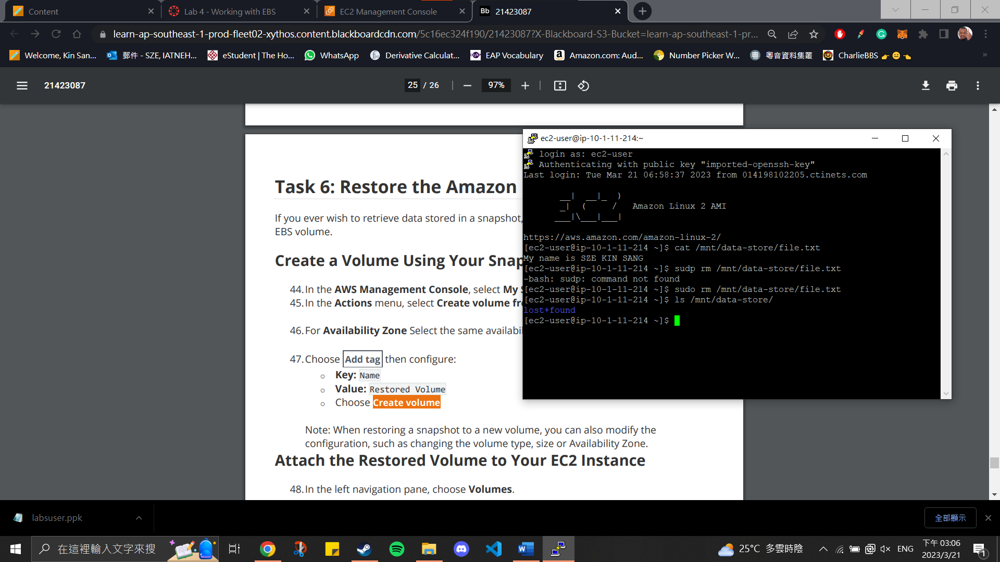 Content
Lab 4 - Working with EBS
EC2 Management Console
Bb 21423087
learn-ap-southeast-1-prod-fleet02-xythos.content.blackboardcdn.com/5c16ec324f190/21423087?X-Blackboard-S3-Bucket=learn-ap-southeast-1-pr...
Welcome, Kin San...
郵件 - SZE, IATNEH...
eStudent | The Ho...
WhatsApp
Derivative Calculat...
EAP Vocabulary
Amazon.com: Aud...
Number Picker W...
粵音資料集叢
CharlieBBS 👉😑👈
»
21423087
25 / 26
97%
Task 6: Restore the Amazon
If you ever wish to retrieve data stored in a snapshot,
EBS volume.
Create a Volume Using Your Snap
44. In the AWS Management Console, select My S
45. In the Actions menu, select Create volume fr
46. For Availability Zone Select the same availabi
47. Choose Add tag then configure:
○ Key: Name
○ Value: Restored Volume
○ Choose Create volume
Note: When restoring a snapshot to a new volume, you can also modify the
configuration, such as changing the volume type, size or Availability Zone.
Attach the Restored Volume to Your EC2 Instance
48. In the left navigation pane, choose Volumes.
ec2-user@ip-10-1-11-214:~
login as: ec2-user
Authenticating with public key "imported-openssh-key"
Last login: Tue Mar 21 06:58:37 2023 from 014198102205.ctinets.com
       __|  __|_  )
       _|  (     /   Amazon Linux 2 AMI
      ___|\___|___|
https://aws.amazon.com/amazon-linux-2/
[ec2-user@ip-10-1-11-214 ~]$ cat /mnt/data-store/file.txt
My name is SZE KIN SANG
[ec2-user@ip-10-1-11-214 ~]$ sudp rm /mnt/data-store/file.txt
-bash: sudp: command not found
[ec2-user@ip-10-1-11-214 ~]$ sudo rm /mnt/data-store/file.txt
[ec2-user@ip-10-1-11-214 ~]$ ls /mnt/data-store/
lost+found
[ec2-user@ip-10-1-11-214 ~]$
labsuser.ppk
全部顯示
在這裡輸入文字來搜
25°C 多雲時陰
ENG
下午 03:06
2023/3/21
1